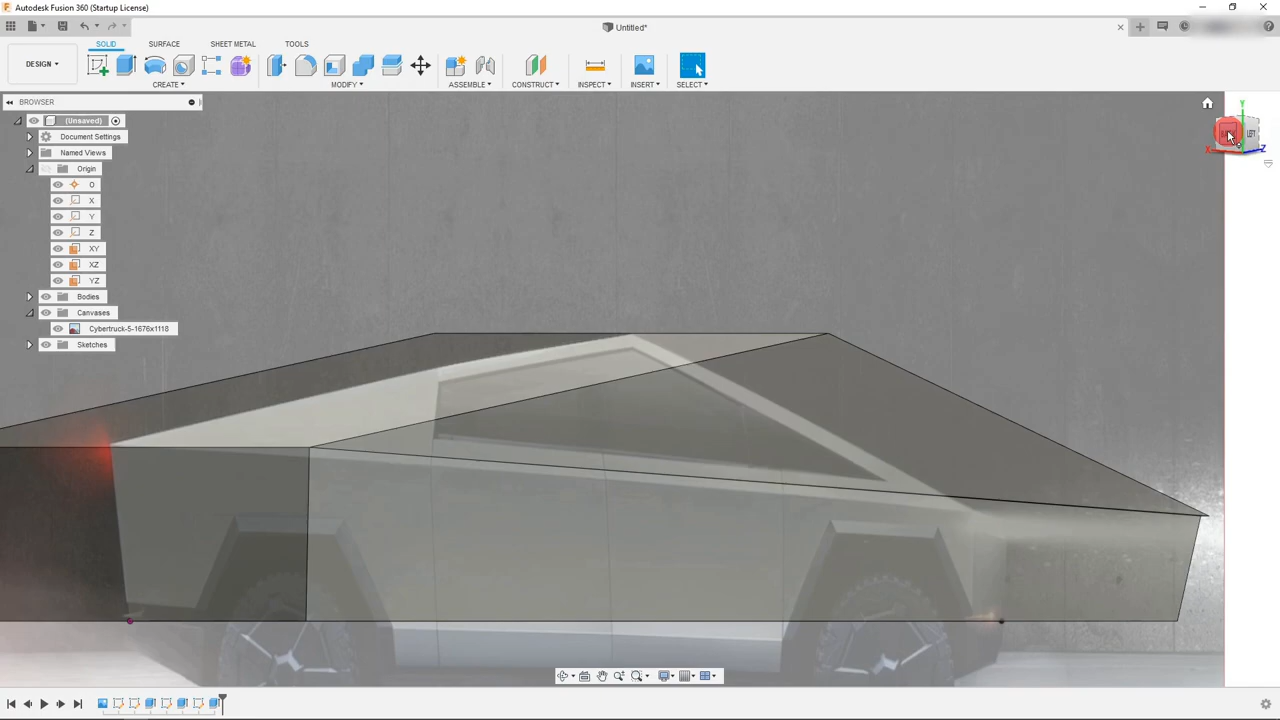 Autodesk Fusion 360 (Startup License)
Untitled*
DESIGN
SOLID SURFACE SHEET METAL TOOLS
CREATE MODIFY ASSEMBLE CONSTRUCT INSPECT INSERT SELECT
BROWSER
(Unsaved)
Document Settings
Named Views
Origin
O
X
Y
Z
XY
XZ
YZ
Bodies
Canvases
Cybertruck-5-1676x1118
Sketches
Y
LEFT
X
Z